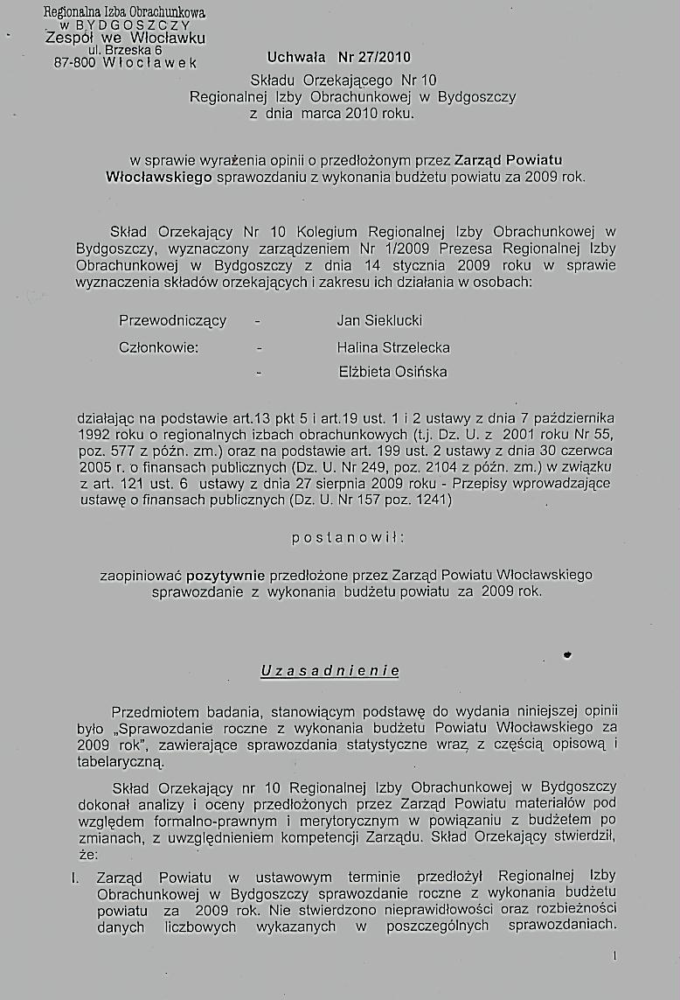 Regionalna Izba Obrachunkowa
w BYDGOSZCZY
Zespół we Włocławku
ul. Brzeska 6
87-800 Włocławek
Uchwała Nr 27/2010
Składu Orzekającego Nr 10
Regionalnej Izby Obrachunkowej w Bydgoszczy
z dnia marca 2010 roku.
w sprawie wyrażenia opinii o przedłożonym przez Zarząd Powiatu
Włocławskiego sprawozdaniu z wykonania budżetu powiatu za 2009 rok.
Skład Orzekający Nr 10 Kolegium Regionalnej Izby Obrachunkowej w
Bydgoszczy, wyznaczony zarządzeniem Nr 1/2009 Prezesa Regionalnej Izby
Obrachunkowej w Bydgoszczy z dnia 14 stycznia 2009 roku w sprawie
wyznaczenia składów orzekających i zakresu ich działania w osobach:
Przewodniczący - Jan Sieklucki
Członkowie: - Halina Strzelecka
- Elżbieta Osińska
działając na podstawie art.13 pkt 5 i art.19 ust. 1 i 2 ustawy z dnia 7 października
1992 roku o regionalnych izbach obrachunkowych (t.j. Dz. U. z 2001 roku Nr 55,
poz. 577 z późn. zm.) oraz na podstawie art. 199 ust. 2 ustawy z dnia 30 czerwca
2005 r. o finansach publicznych (Dz. U. Nr 249, poz. 2104 z późn. zm.) w związku
z art. 121 ust. 6 ustawy z dnia 27 sierpnia 2009 roku - Przepisy wprowadzające
ustawę o finansach publicznych (Dz. U. Nr 157 poz. 1241)
postanowił:
zaopiniować pozytywnie przedłożone przez Zarząd Powiatu Włocławskiego
sprawozdanie z wykonania budżetu powiatu za 2009 rok.
Uzasadnienie
Przedmiotem badania, stanowiącym podstawę do wydania niniejszej opinii
było „Sprawozdanie roczne z wykonania budżetu Powiatu Włocławskiego za
2009 rok”, zawierające sprawozdania statystyczne wraz z częścią opisową i
tabelaryczną.
Skład Orzekający nr 10 Regionalnej Izby Obrachunkowej w Bydgoszczy
dokonał analizy i oceny przedłożonych przez Zarząd Powiatu materiałów pod
względem formalno-prawnym i merytorycznym w powiązaniu z budżetem po
zmianach, z uwzględnieniem kompetencji Zarządu. Skład Orzekający stwierdził,
że:
I. Zarząd Powiatu w ustawowym terminie przedłożył Regionalnej Izby
Obrachunkowej w Bydgoszczy sprawozdanie roczne z wykonania budżetu
powiatu za 2009 rok. Nie stwierdzono nieprawidłowości oraz rozbieżności
danych liczbowych wykazanych w poszczególnych sprawozdaniach.
1